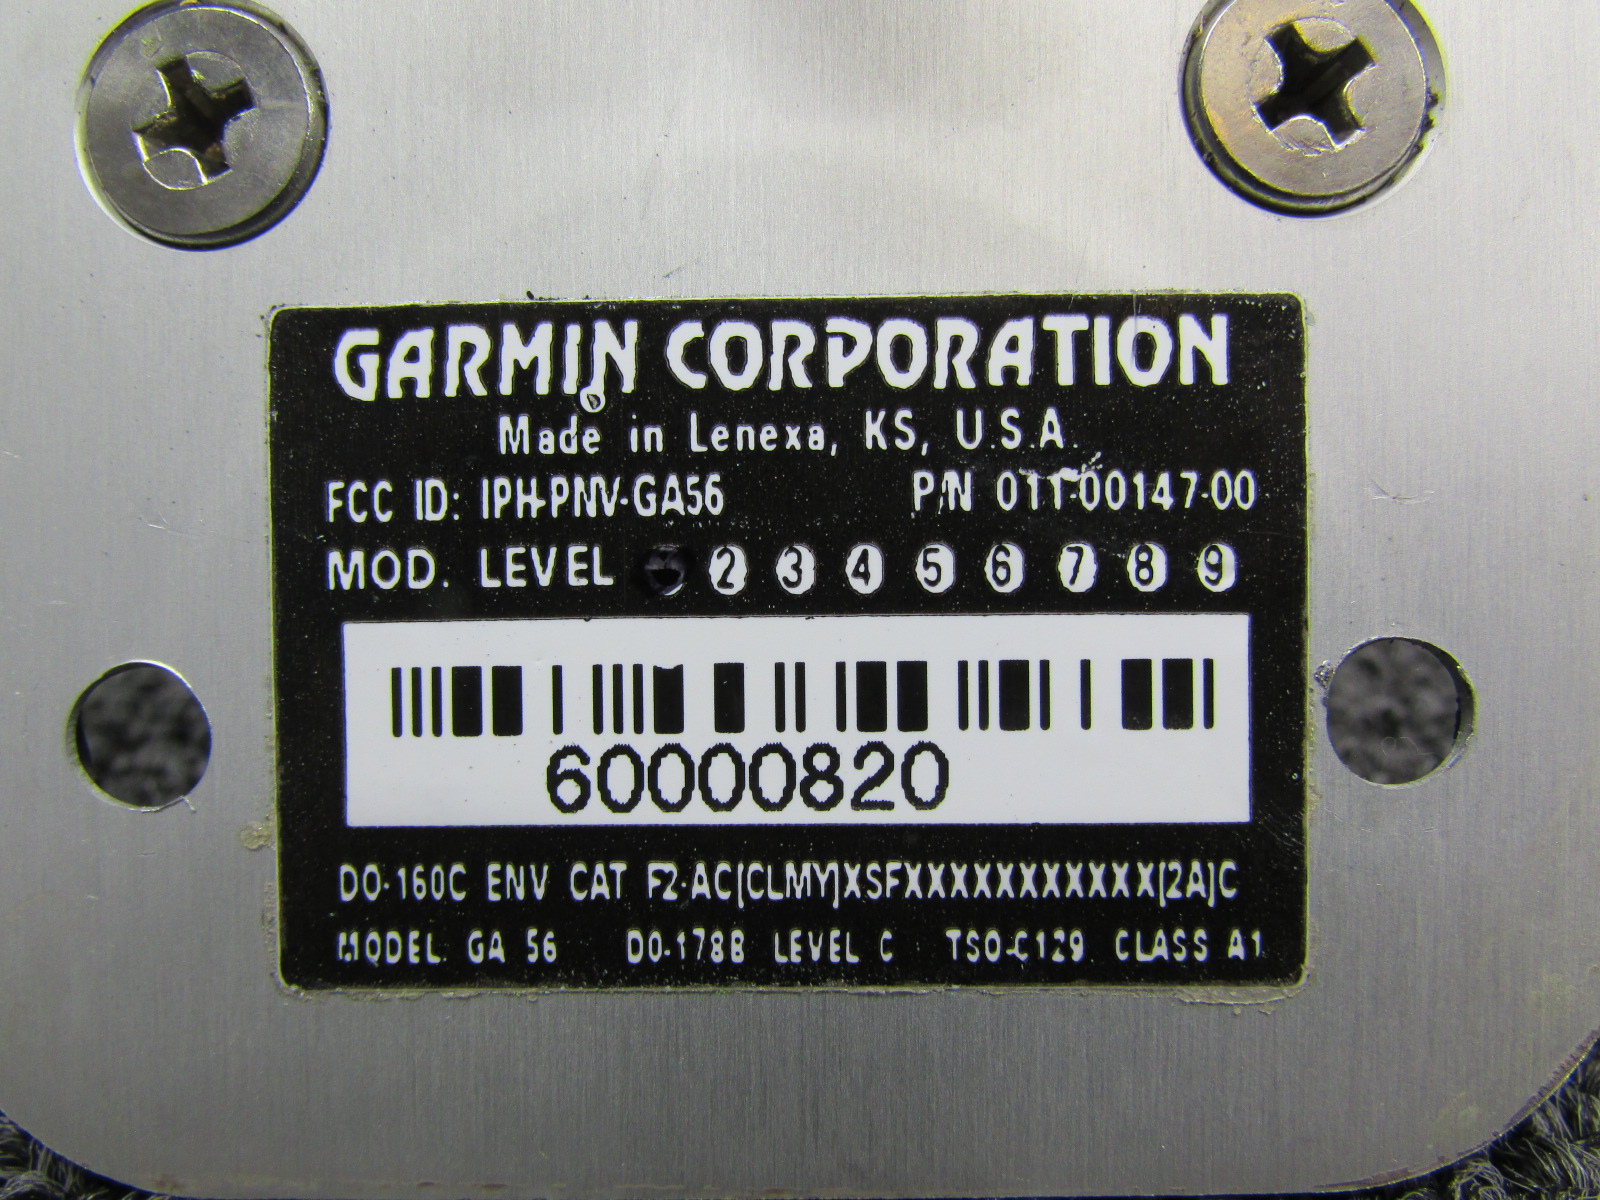 GARMIN CORPORATION
Made in Lenexa, KS, U.S.A.
FCC ID: IPH-PNV-GA56 P/N 011-00147-00
MOD. LEVEL 2 3 4 5 6 7 8 9
60000820
DO-160C ENV CAT F2-AC[CLMY]XSFXXXXXXXXXXX[2A]C
MODEL GA 56 DO-178B LEVEL C TSO-C129 CLASS A1